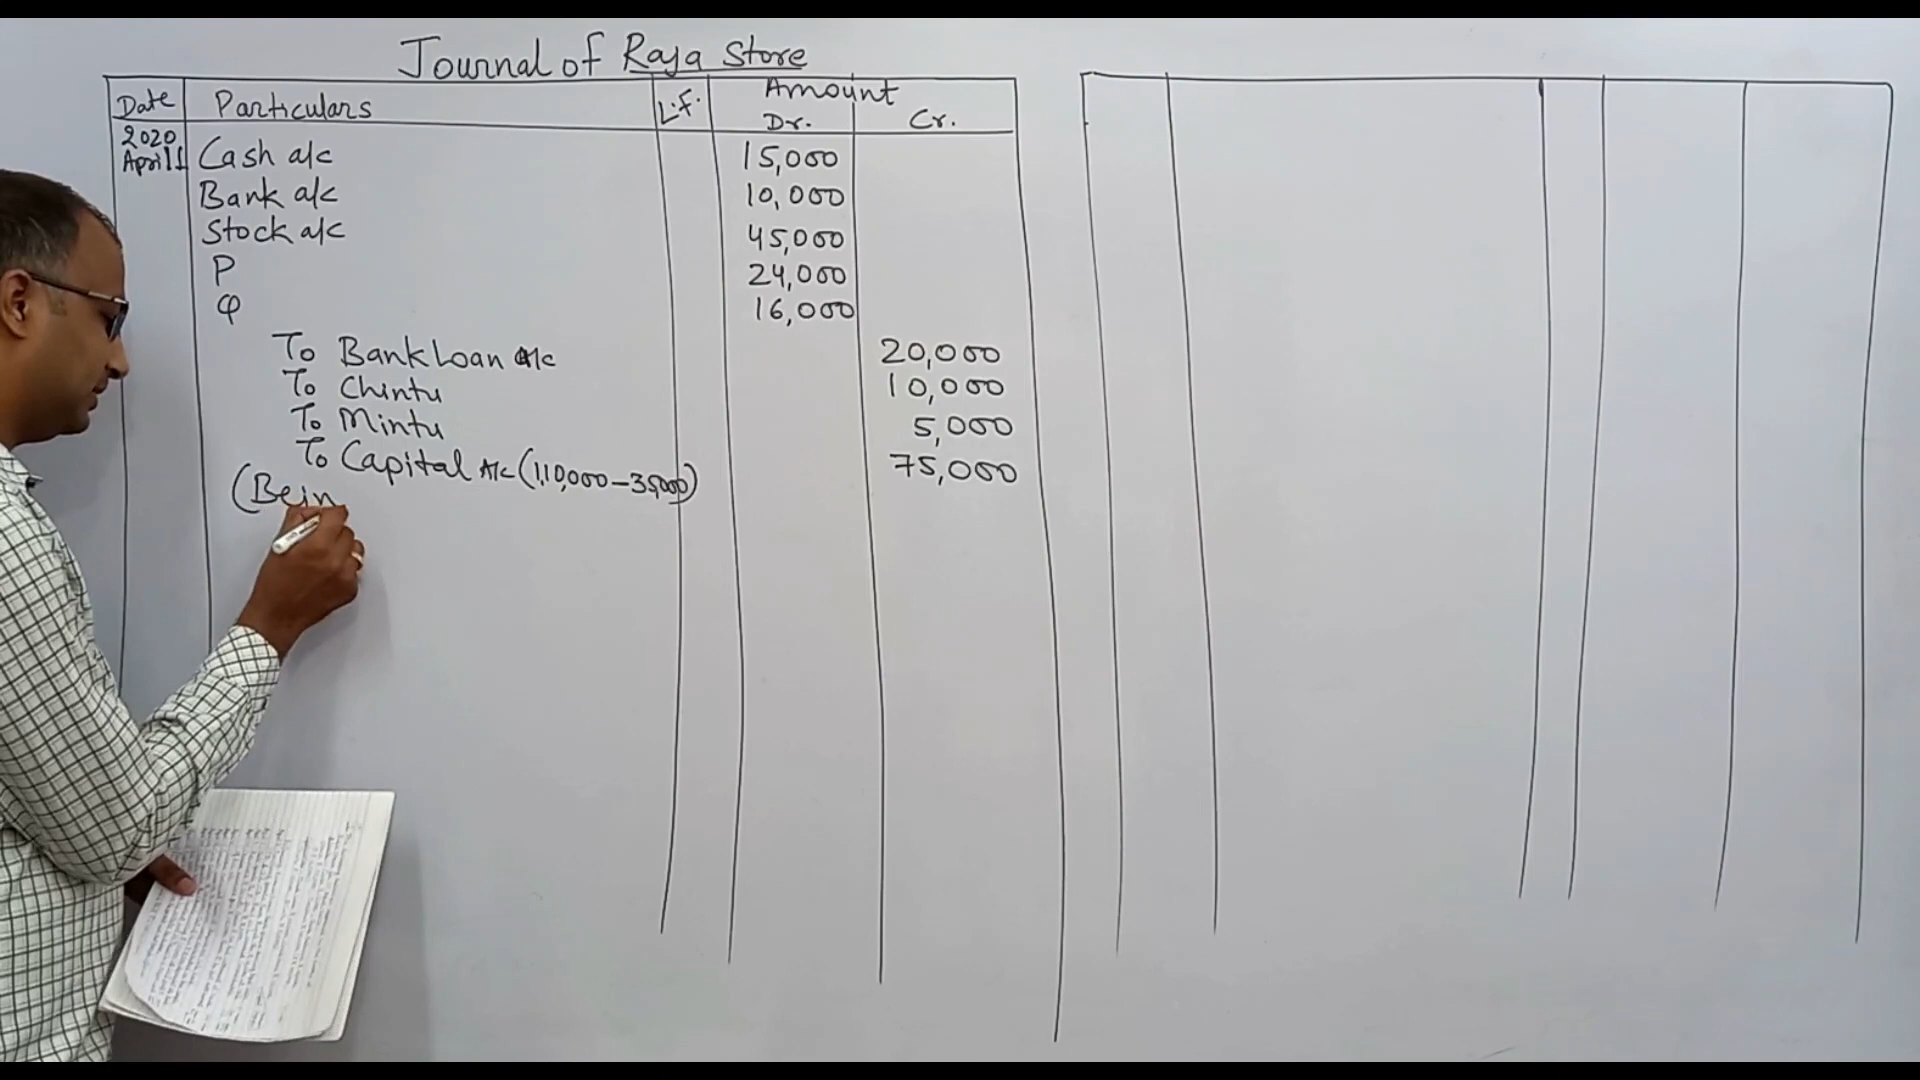 Journal of Raja Store
Date Particulars L.F. Amount
Dr. Cr.
2020
April 1 Cash a/c 15,000
Bank a/c 10,000
Stock a/c 45,000
P 24,000
Q 16,000
To Bank Loan A/c 20,000
To Chintu 10,000
To Mintu 5,000
To Capital A/c (1,10,000-35,000) 75,000
(Bein